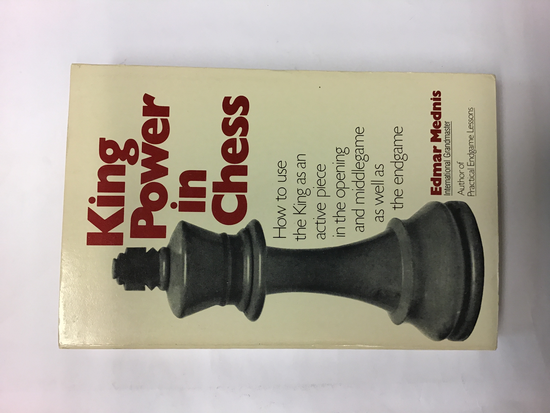 King
Power
in
Chess
How to use
the King as an
active piece
in the opening
and middlegame
as well as
the endgame
Edmar Mednis
International Grandmaster
Author of
Practical Endgame Lessons